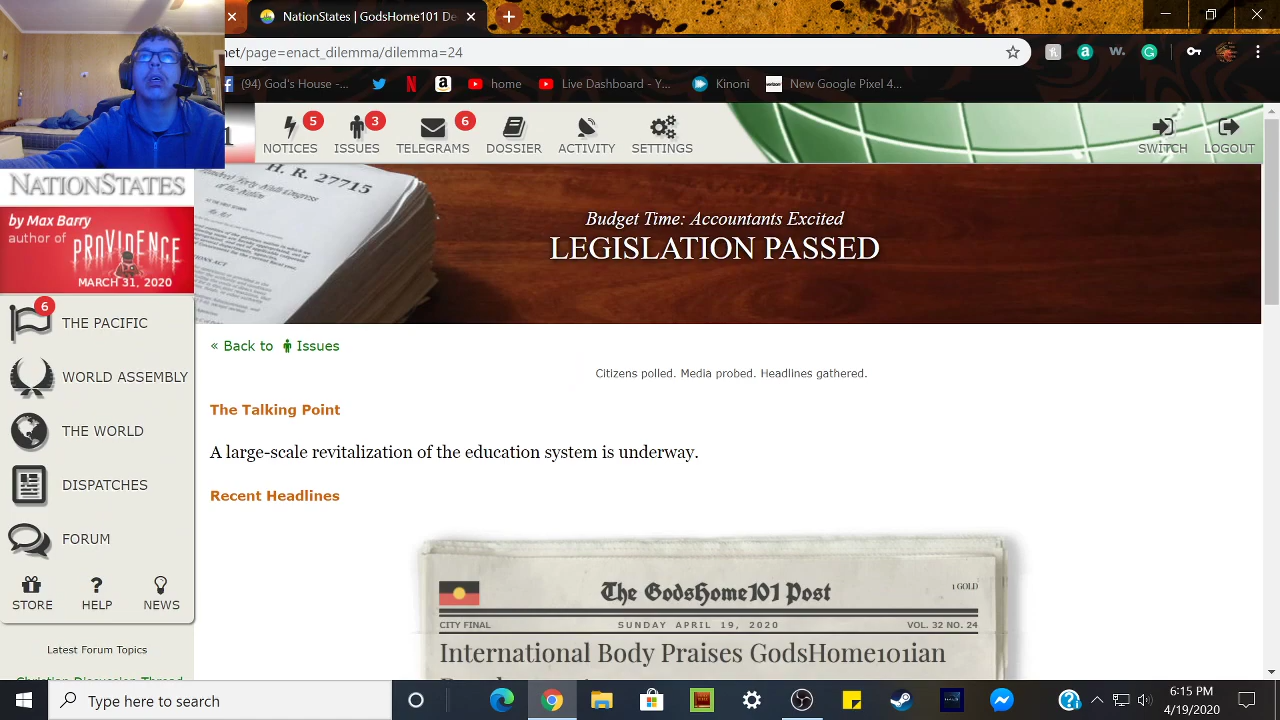 NationStates | GodsHome101 De
net/page=enact_dilemma/dilemma=24
(94) God's House -...
home
Live Dashboard - Y...
Kinoni
New Google Pixel 4...
1
5
NOTICES
3
ISSUES
6
TELEGRAMS
DOSSIER
ACTIVITY
SETTINGS
SWITCH
LOGOUT
NATIONSTATES
by Max Barry
author of
PROVIDENCE
MARCH 31, 2020
H. R. 27715
Budget Time: Accountants Excited
LEGISLATION PASSED
6
THE PACIFIC
WORLD ASSEMBLY
THE WORLD
DISPATCHES
FORUM
STORE
HELP
NEWS
Latest Forum Topics
Christian Discussion Thread
« Back to Issues
Citizens polled. Media probed. Headlines gathered.
The Talking Point
A large-scale revitalization of the education system is underway.
Recent Headlines
The GodsHome101 Post
1 GOLD
CITY FINAL
SUNDAY APRIL 19, 2020
VOL. 32 NO. 24
International Body Praises GodsHome101ian
Type here to search
6:15 PM
4/19/2020